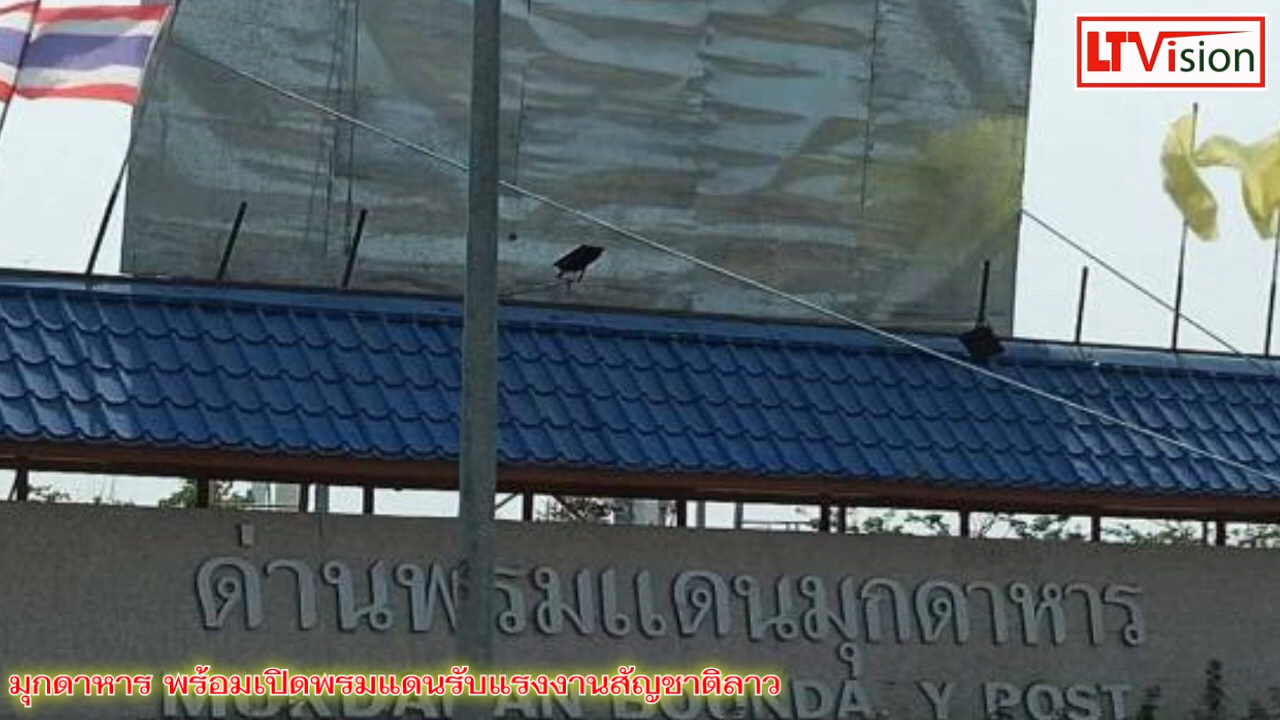 LTVision
ด่านพรมแดนมุกดาหาร
มุกดาหาร พร้อมเปิดพรมแดนรับแรงงานสัญชาติลาว
POST